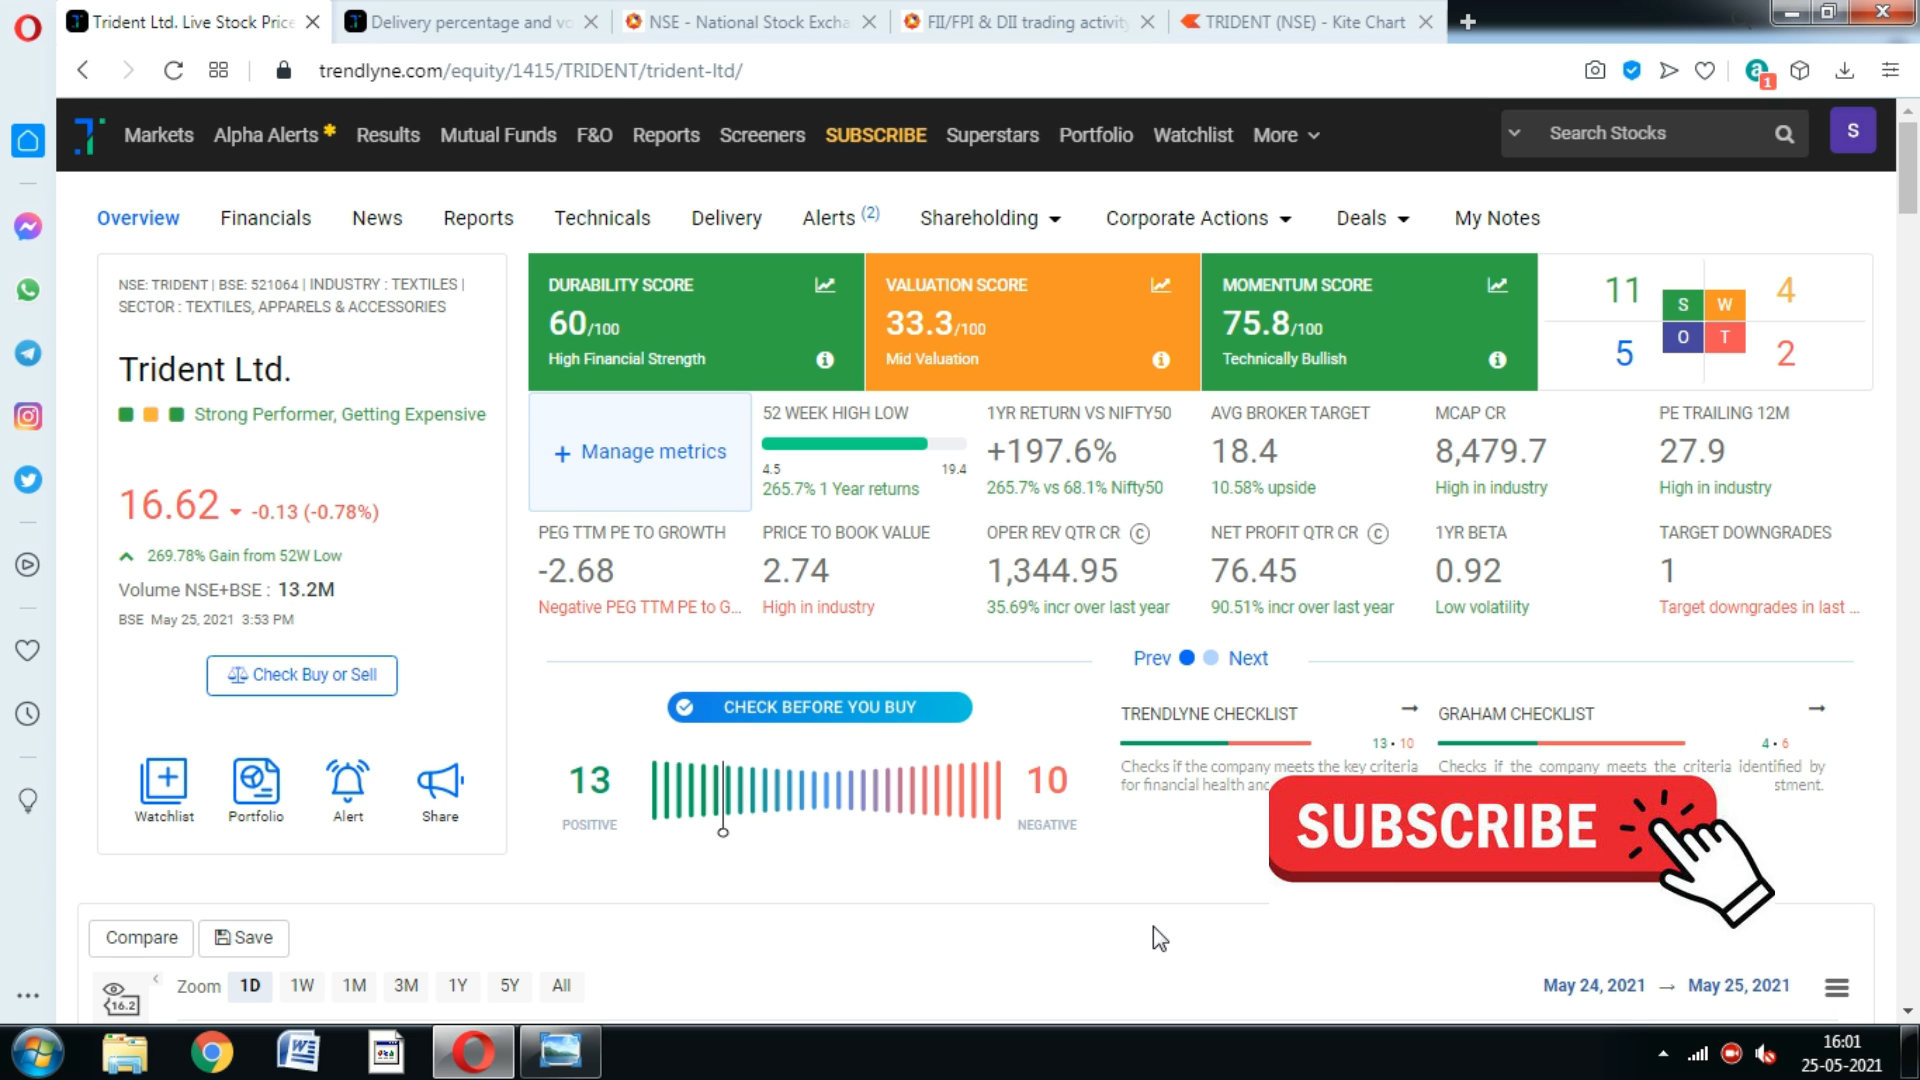 Trident Ltd. Live Stock Price
Delivery percentage and vo
NSE - National Stock Excha
FII/FPI & DII trading activity
TRIDENT (NSE) - Kite Chart
trendlyne.com/equity/1415/TRIDENT/trident-ltd/
a
1
Markets
Alpha Alerts
Results
Mutual Funds
F&O
Reports
Screeners
SUBSCRIBE
Superstars
Portfolio
Watchlist
More
Search Stocks
S
Overview
Financials
News
Reports
Technicals
Delivery
Alerts (2)
Shareholding
Corporate Actions
Deals
My Notes
NSE: TRIDENT | BSE: 521064 | INDUSTRY : TEXTILES |
SECTOR : TEXTILES, APPARELS & ACCESSORIES
Trident Ltd.
Strong Performer, Getting Expensive
16.62 -0.13 (-0.78%)
269.78% Gain from 52W Low
Volume NSE+BSE : 13.2M
BSE May 25, 2021 3:53 PM
Check Buy or Sell
Watchlist
Portfolio
Alert
Share
DURABILITY SCORE
60/100
High Financial Strength
VALUATION SCORE
33.3/100
Mid Valuation
MOMENTUM SCORE
75.8/100
Technically Bullish
11
S
W
4
5
O
T
2
+ Manage metrics
52 WEEK HIGH LOW
4.5
19.4
265.7% 1 Year returns
1YR RETURN VS NIFTY50
+197.6%
265.7% vs 68.1% Nifty50
AVG BROKER TARGET
18.4
10.58% upside
MCAP CR
8,479.7
High in industry
PE TRAILING 12M
27.9
High in industry
PEG TTM PE TO GROWTH
-2.68
Negative PEG TTM PE to G...
PRICE TO BOOK VALUE
2.74
High in industry
OPER REV QTR CR C
1,344.95
35.69% incr over last year
NET PROFIT QTR CR C
76.45
90.51% incr over last year
1YR BETA
0.92
Low volatility
TARGET DOWNGRADES
1
Target downgrades in last ...
Prev
Next
CHECK BEFORE YOU BUY
13
POSITIVE
10
NEGATIVE
TRENDLYNE CHECKLIST
13 • 10
Checks if the company meets the key criteria
for financial health and
GRAHAM CHECKLIST
4 • 6
Checks if the company meets the criteria identified by
stment.
SUBSCRIBE
Compare
Save
16.2
Zoom
1D
1W
1M
3M
1Y
5Y
All
May 24, 2021 → May 25, 2021
16:01
25-05-2021